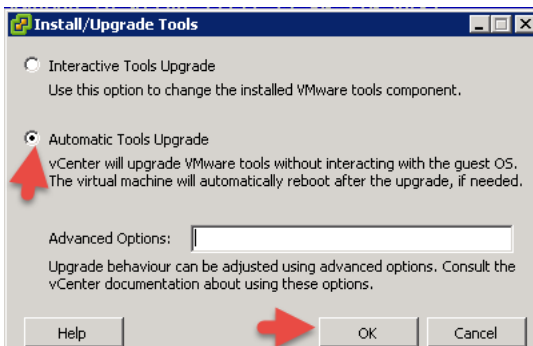 Install/Upgrade Tools
Interactive Tools Upgrade
Use this option to change the installed VMware tools component.
Automatic Tools Upgrade
vCenter will upgrade VMware tools without interacting with the guest OS.
The virtual machine will automatically reboot after the upgrade, if needed.
Advanced Options:
Upgrade behaviour can be adjusted using advanced options. Consult the
vCenter documentation about using these options.
Help OK Cancel